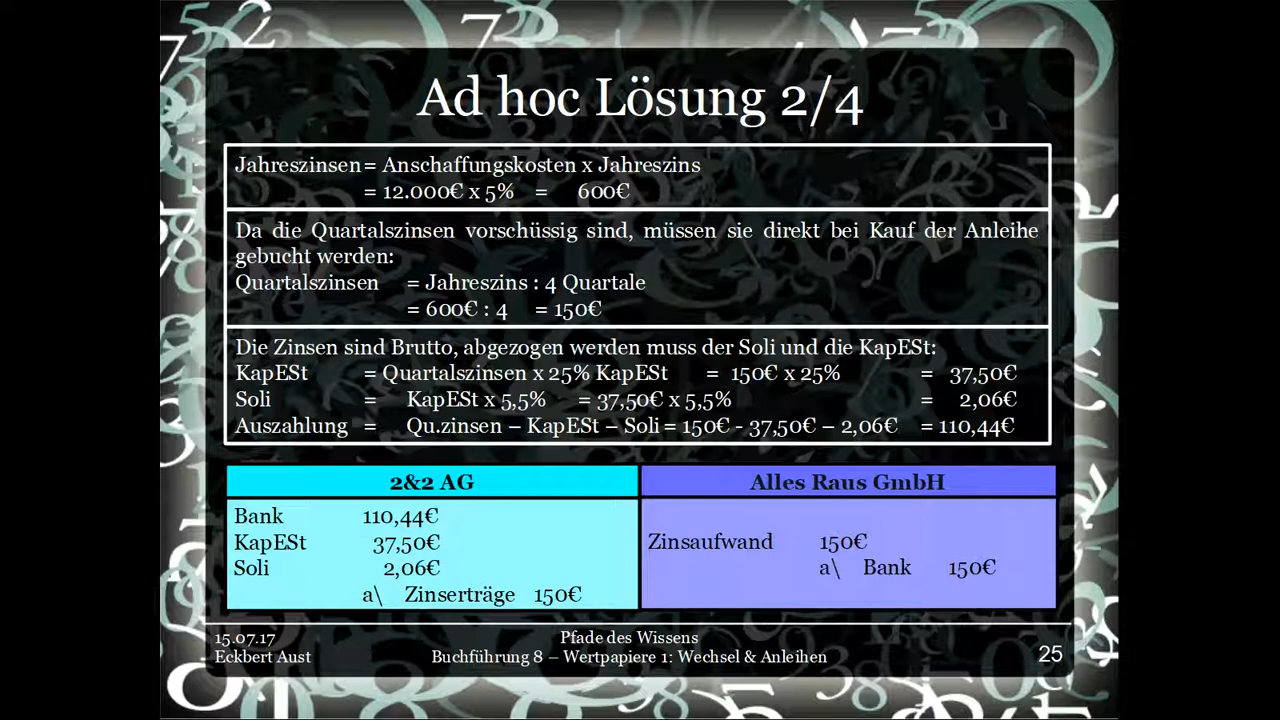 Ad hoc Lösung 2/4
Jahreszinsen = Anschaffungskosten x Jahreszins
= 12.000€ x 5% = 600€
Da die Quartalszinsen vorschüssig sind, müssen sie direkt bei Kauf der Anleihe
gebucht werden:
Quartalszinsen = Jahreszins : 4 Quartale
= 600€ : 4 = 150€
Die Zinsen sind Brutto, abgezogen werden muss der Soli und die KapESt:
KapESt = Quartalszinsen x 25% KapESt = 150€ x 25% = 37,50€
Soli = KapESt x 5,5% = 37,50€ x 5,5% = 2,06€
Auszahlung = Qu.zinsen – KapESt – Soli = 150€ - 37,50€ – 2,06€ = 110,44€
2&2 AG
Bank 110,44€
KapESt 37,50€
Soli 2,06€
a\ Zinserträge 150€
Alles Raus GmbH
Zinsaufwand 150€
a\ Bank 150€
15.07.17
Eckbert Aust
Pfade des Wissens
Buchführung 8 – Wertpapiere 1: Wechsel & Anleihen
25